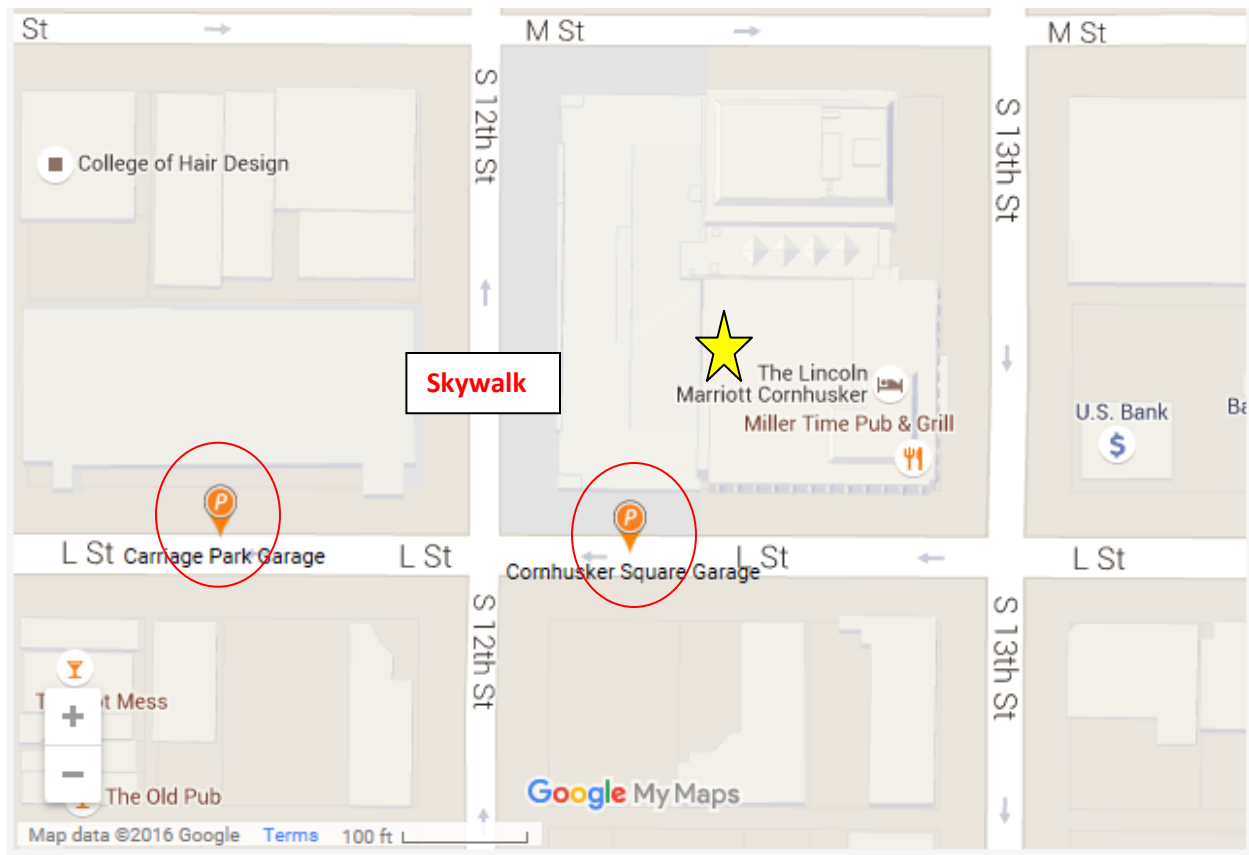 St
M St
M St
S 12th St
S 13th St
College of Hair Design
Skywalk
The Lincoln
Marriott Cornhusker
Miller Time Pub & Grill
U.S. Bank
$
P
P
L St
Carriage Park Garage
L St
Cornhusker Square Garage
L St
L St
S 12th St
S 13th St
Mess
+
−
The Old Pub
Google My Maps
Map data ©2016 Google Terms 100 ft